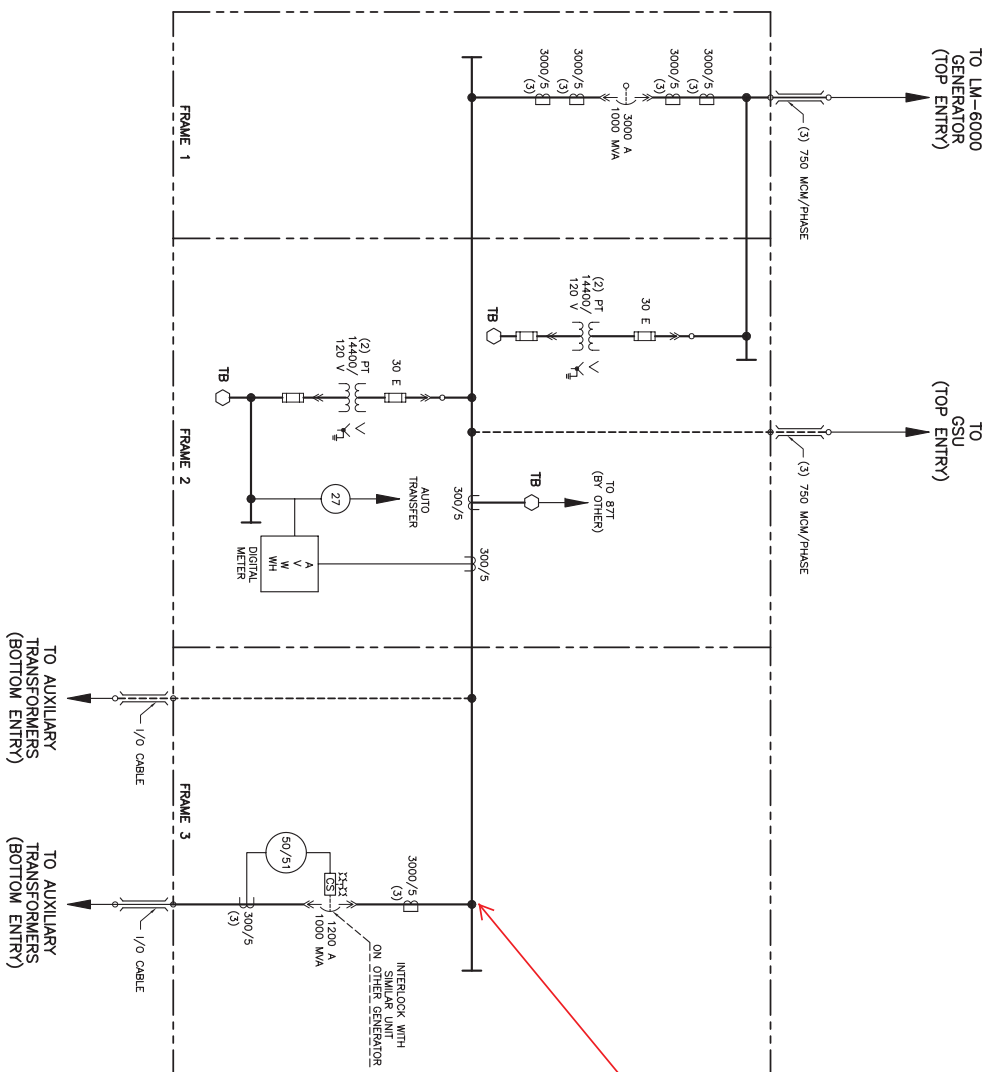 TO LM-6000
GENERATOR
(TOP ENTRY)
(3) 750 MCM/PHASE
3000/5
(3)
3000/5
(3)
3000 A
1000 MVA
3000/5
(3)
3000/5
(3)
FRAME 1
30 E
(2) PT
14400/
120 V
TB
TO
GSU
(TOP ENTRY)
(3) 750 MCM/PHASE
30 E
(2) PT
14400/
120 V
TB
FRAME 2
TO 87T
(BY OTHER)
TB
300/5
AUTO
TRANSFER
27
300/5
A
V
W
WH
DIGITAL
METER
TO AUXILIARY
TRANSFORMERS
(BOTTOM ENTRY)
I/O CABLE
FRAME 3
3000/5
(3)
CS
1200 A
1000 MVA
50/51
300/5
(3)
INTERLOCK WITH
SIMILAR UNIT
ON OTHER GENERATOR
TO AUXILIARY
TRANSFORMERS
(BOTTOM ENTRY)
I/O CABLE